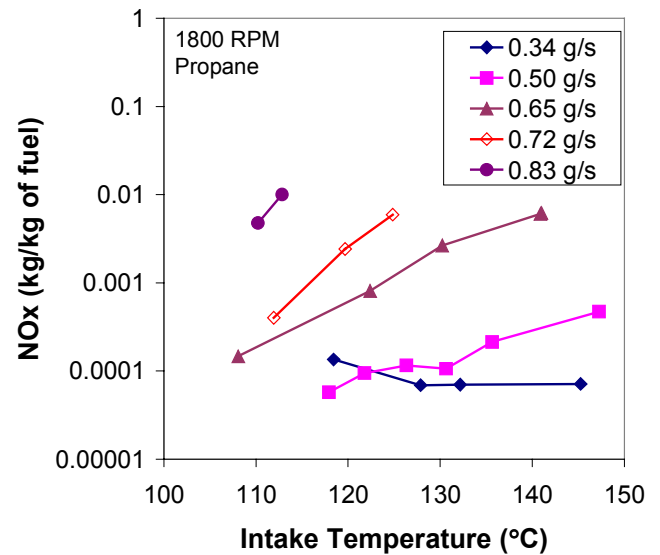 1800 RPM
Propane
0.34 g/s
0.50 g/s
0.65 g/s
0.72 g/s
0.83 g/s
NOx (kg/kg of fuel)
1
0.1
0.01
0.001
0.0001
0.00001
100 110 120 130 140 150
Intake Temperature (°C)